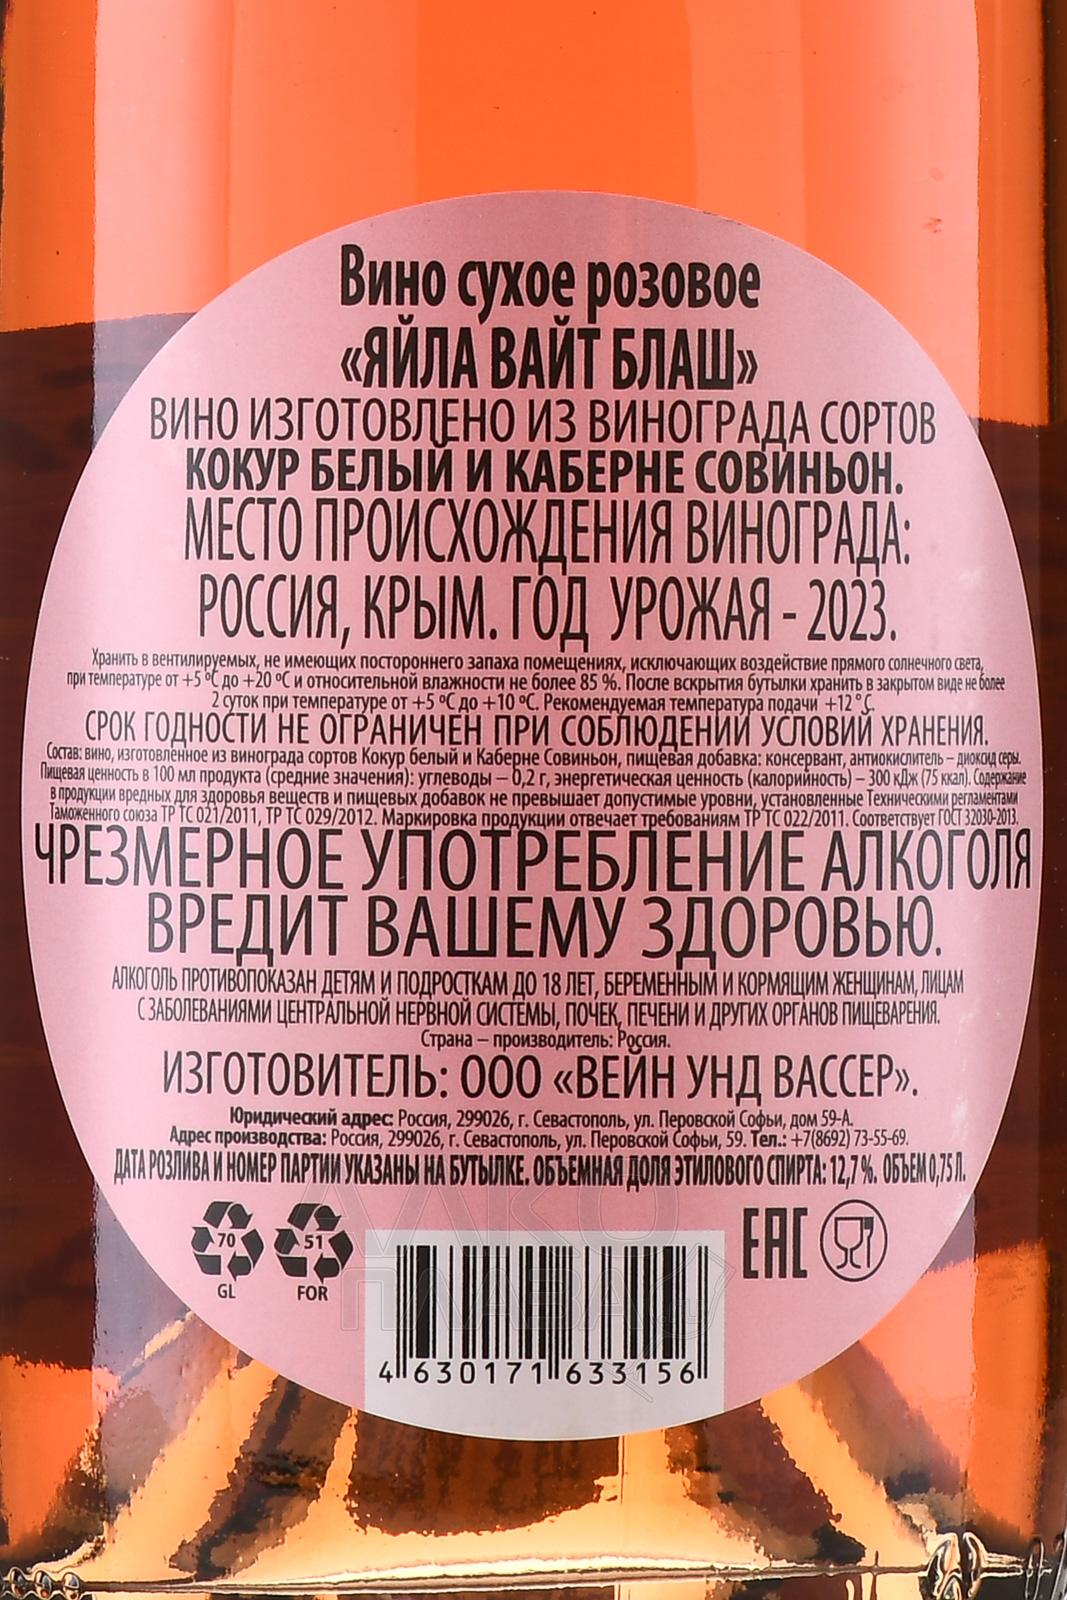 Вино сухое розовое
«ЯЙЛА ВАЙТ БЛАШ»
ВИНО ИЗГОТОВЛЕНО ИЗ ВИНОГРАДА СОРТОВ
КОКУР БЕЛЫЙ И КАБЕРНЕ СОВИНЬОН.
МЕСТО ПРОИСХОЖДЕНИЯ ВИНОГРАДА:
РОССИЯ, КРЫМ. ГОД УРОЖАЯ - 2023.
Хранить в вентилируемых, не имеющих постороннего запаха помещениях, исключающих воздействие прямого солнечного света,
при температуре от +5 ºС до +20 ºС и относительной влажности не более 85 %. После вскрытия бутылки хранить в закрытом виде не более
2 суток при температуре от +5 ºС до +10 ºС. Рекомендуемая температура подачи +12 ° С.
СРОК ГОДНОСТИ НЕ ОГРАНИЧЕН ПРИ СОБЛЮДЕНИИ УСЛОВИЙ ХРАНЕНИЯ.
Состав: вино, изготовленное из винограда сортов Кокур белый и Каберне Совиньон, пищевая добавка: консервант, антиокислитель – диоксид серы.
Пищевая ценность в 100 мл продукта (средние значения): углеводы – 0,2 г, энергетическая ценность (калорийность) – 300 кДж (75 ккал). Содержание
в продукции вредных для здоровья веществ и пищевых добавок не превышает допустимые уровни, установленные Техническими регламентами
Таможенного союза ТР ТС 021/2011, ТР ТС 029/2012. Маркировка продукции отвечает требованиям ТР ТС 022/2011. Соответствует ГОСТ 32030-2013.
ЧРЕЗМЕРНОЕ УПОТРЕБЛЕНИЕ АЛКОГОЛЯ
ВРЕДИТ ВАШЕМУ ЗДОРОВЬЮ.
АЛКОГОЛЬ ПРОТИВОПОКАЗАН ДЕТЯМ И ПОДРОСТКАМ ДО 18 ЛЕТ, БЕРЕМЕННЫМ И КОРМЯЩИМ ЖЕНЩИНАМ, ЛИЦАМ
С ЗАБОЛЕВАНИЯМИ ЦЕНТРАЛЬНОЙ НЕРВНОЙ СИСТЕМЫ, ПОЧЕК, ПЕЧЕНИ И ДРУГИХ ОРГАНОВ ПИЩЕВАРЕНИЯ.
Страна – производитель: Россия.
ИЗГОТОВИТЕЛЬ: ООО «ВЕЙН УНД ВАССЕР».
Юридический адрес: Россия, 299026, г. Севастополь, ул. Перовской Софьи, дом 59-А.
Адрес производства: Россия, 299026, г. Севастополь, ул. Перовской Софьи, 59. Тел.: +7(8692) 73-55-69.
ДАТА РОЗЛИВА И НОМЕР ПАРТИИ УКАЗАНЫ НА БУТЫЛКЕ. ОБЪЕМНАЯ ДОЛЯ ЭТИЛОВОГО СПИРТА: 12,7 %. ОБЪЕМ 0,75 Л.
70 51 ЕАС
GL FOR
АЛКО
ПЛАЗА
4 630171 633156